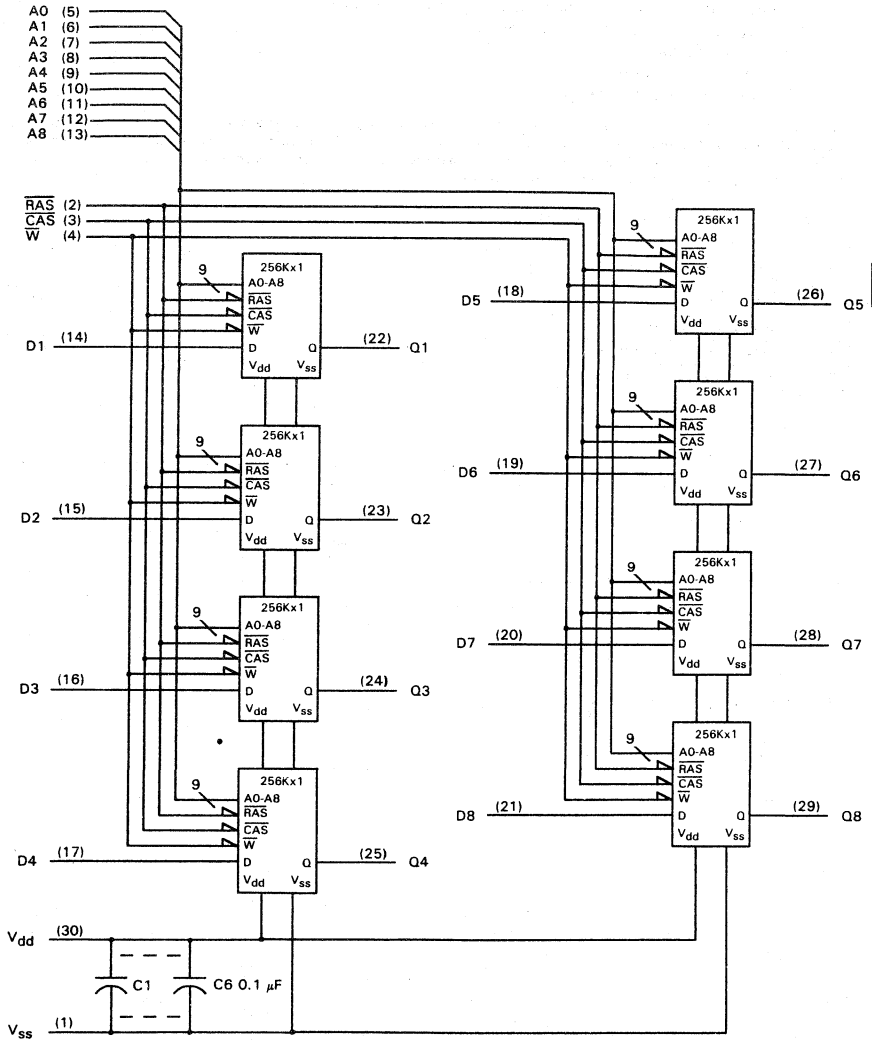 A0 (5)
A1 (6)
A2 (7)
A3 (8)
A4 (9)
A5 (10)
A6 (11)
A7 (12)
A8 (13)
RAS (2)
CAS (3)
W (4)
256Kx1
9
A0-A8
RAS
CAS
W
D1 (14) D Q (22) Q1
Vdd Vss
256Kx1
9
A0-A8
RAS
CAS
W
D2 (15) D Q (23) Q2
Vdd Vss
256Kx1
9
A0-A8
RAS
CAS
W
D3 (16) D Q (24) Q3
Vdd Vss
256Kx1
9
A0-A8
RAS
CAS
W
D4 (17) D Q (25) Q4
Vdd Vss
256Kx1
9
A0-A8
RAS
CAS
W
D5 (18) D Q (26) Q5
Vdd Vss
256Kx1
9
A0-A8
RAS
CAS
W
D6 (19) D Q (27) Q6
Vdd Vss
256Kx1
9
A0-A8
RAS
CAS
W
D7 (20) D Q (28) Q7
Vdd Vss
256Kx1
9
A0-A8
RAS
CAS
W
D8 (21) D Q (29) Q8
Vdd Vss
Vdd (30)
C1 C6 0.1 μF
Vss (1)